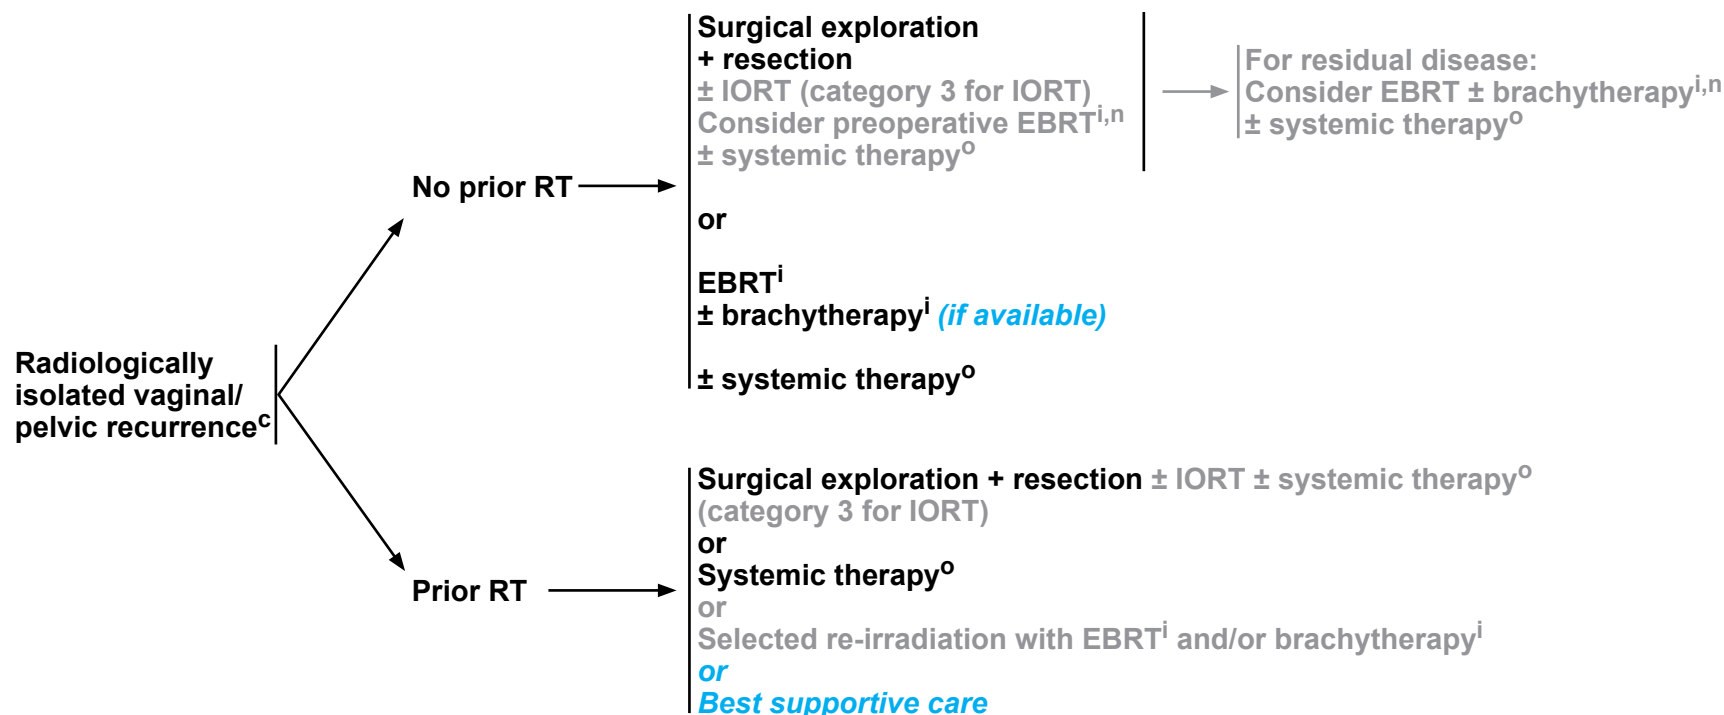 Surgical exploration
+ resection
± IORT (category 3 for IORT)
Consider preoperative EBRTi,n
± systemic therapyo
For residual disease:
Consider EBRT ± brachytherapyi,n
± systemic therapyo
No prior RT
or
EBRTi
± brachytherapyi (if available)
± systemic therapyo
Radiologically
isolated vaginal/
pelvic recurrencec
Prior RT
Surgical exploration + resection ± IORT ± systemic therapyo
(category 3 for IORT)
or
Systemic therapyo
or
Selected re-irradiation with EBRTi and/or brachytherapyi
or
Best supportive care